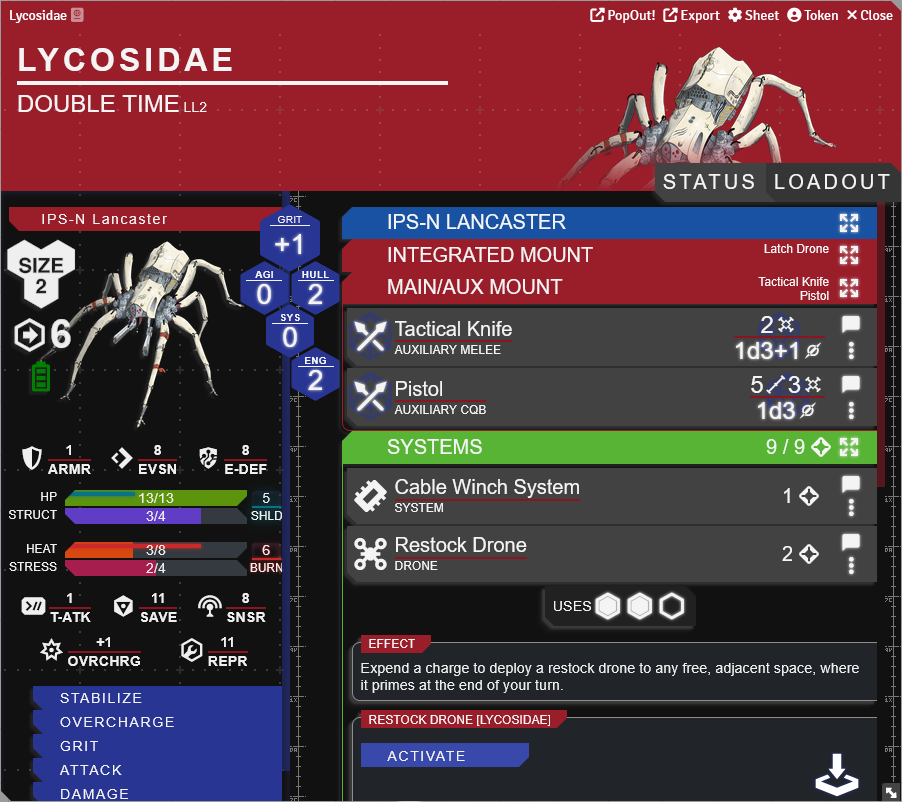 Lycosidae
PopOut! Export Sheet Token Close
LYCOSIDAE
DOUBLE TIME LL2
STATUS LOADOUT
IPS-N Lancaster
SIZE
2
6
GRIT
+1
AGI
0
HULL
2
SYS
0
ENG
2
1
ARMR
8
EVSN
8
E-DEF
HP 13/13 5
STRUCT 3/4 SHLD
HEAT 3/8 6
STRESS 2/4 BURN
1
T-ATK
11
SAVE
8
SNSR
+1
OVRCHRG
11
REPR
STABILIZE
OVERCHARGE
GRIT
ATTACK
DAMAGE
IPS-N LANCASTER
INTEGRATED MOUNT Latch Drone
MAIN/AUX MOUNT Tactical Knife
Pistol
Tactical Knife 2
AUXILIARY MELEE 1d3+1
Pistol 5 3
AUXILIARY CQB 1d3
SYSTEMS 9 / 9
Cable Winch System 1
SYSTEM
Restock Drone 2
DRONE
USES
EFFECT
Expend a charge to deploy a restock drone to any free, adjacent space, where
it primes at the end of your turn.
RESTOCK DRONE [LYCOSIDAE]
ACTIVATE